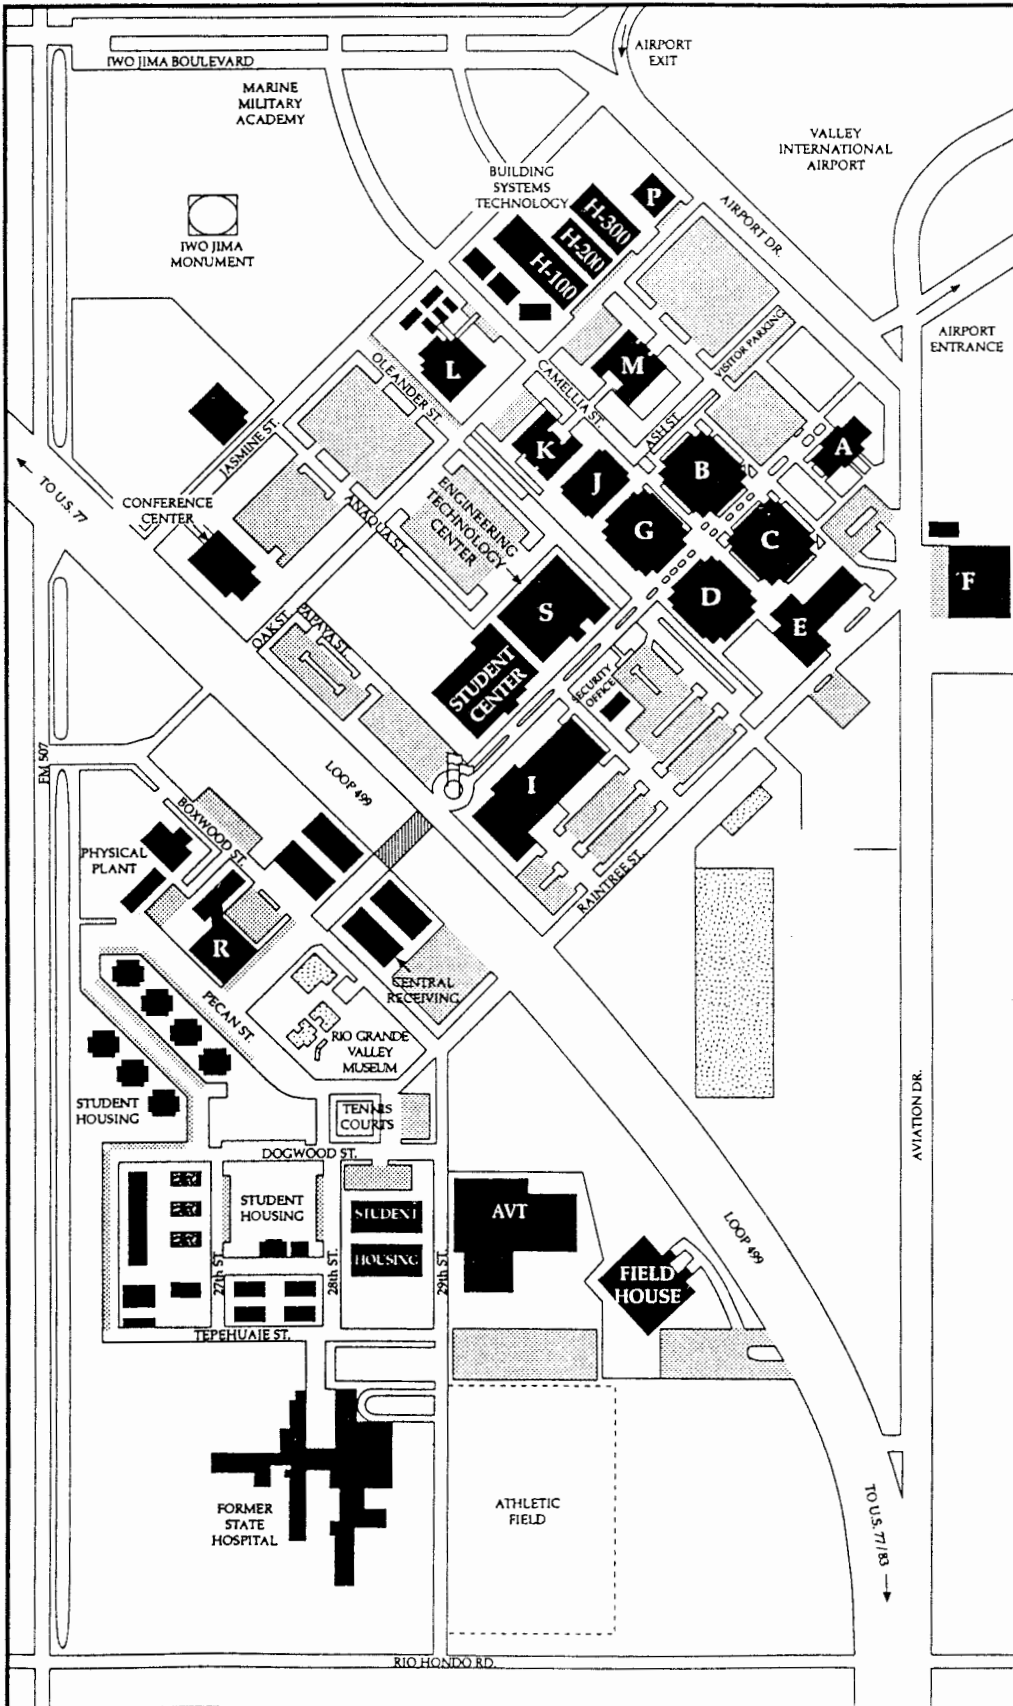 AIRPORT
EXIT
IWO JIMA BOULEVARD
MARINE
MILITARY
ACADEMY
VALLEY
INTERNATIONAL
AIRPORT
BUILDING
SYSTEMS
TECHNOLOGY
P
H-300
H-200
H-100
AIRPORT DR.
IWO JIMA
MONUMENT
AIRPORT
ENTRANCE
VISITOR PARKING
M
L
OLEANDER ST.
CAMELLIA ST.
ASH ST.
A
K
B
J
JASMINE ST.
TO U.S. 77
CONFERENCE
CENTER
ANAQUA ST.
ENGINEERING
TECHNOLOGY
CENTER
G
C
F
D
S
E
OAK ST.
PAPAYA ST.
STUDENT
CENTER
SECURITY
OFFICE
FM 507
LOOP 499
I
BOXWOOD ST.
PHYSICAL
PLANT
RAINTREE ST.
R
CENTRAL
RECEIVING
PECAN ST.
RIO GRANDE
VALLEY
MUSEUM
STUDENT
HOUSING
TENNIS
COURTS
AVIATION DR.
DOGWOOD ST.
STUDENT
HOUSING
STUDENT
HOUSING
AVT
LOOP 499
27th ST.
28th ST.
29th ST.
FIELD
HOUSE
TEPEHUAIE ST.
FORMER
STATE
HOSPITAL
ATHLETIC
FIELD
TO U.S. 77/83
RIO HONDO RD.